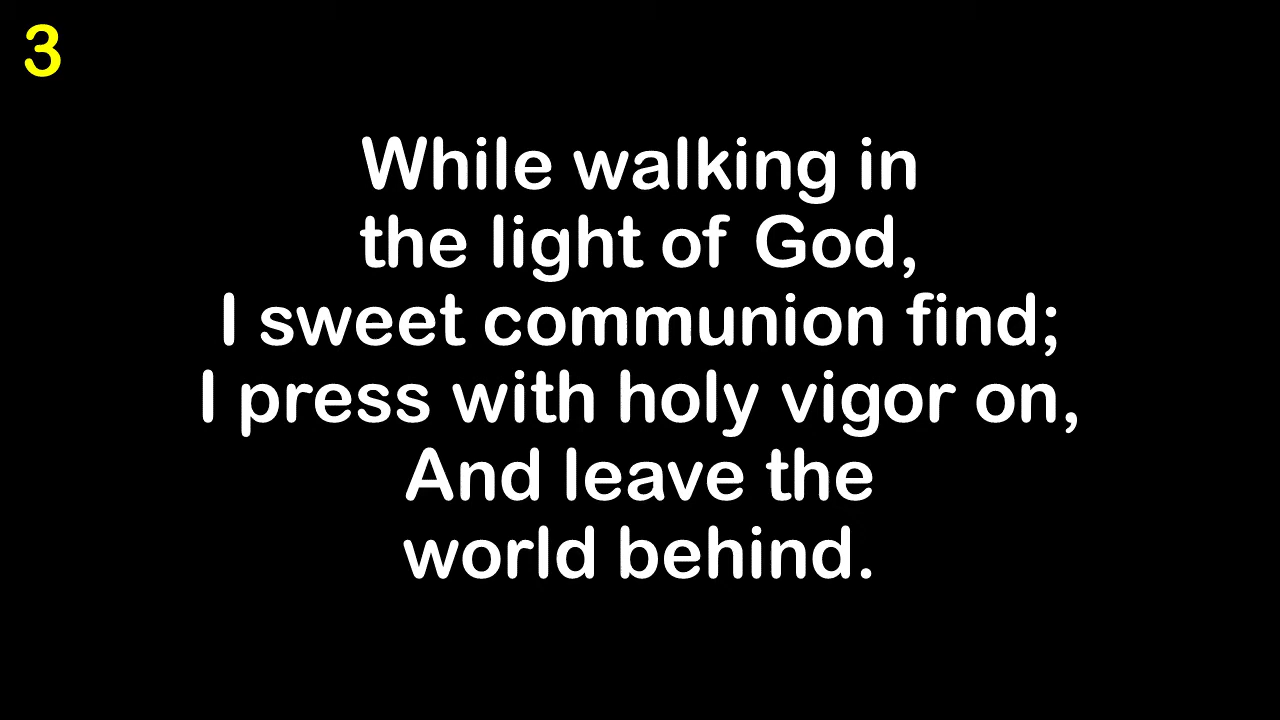 3
While walking in
the light of God,
I sweet communion find;
I press with holy vigor on,
And leave the
world behind.